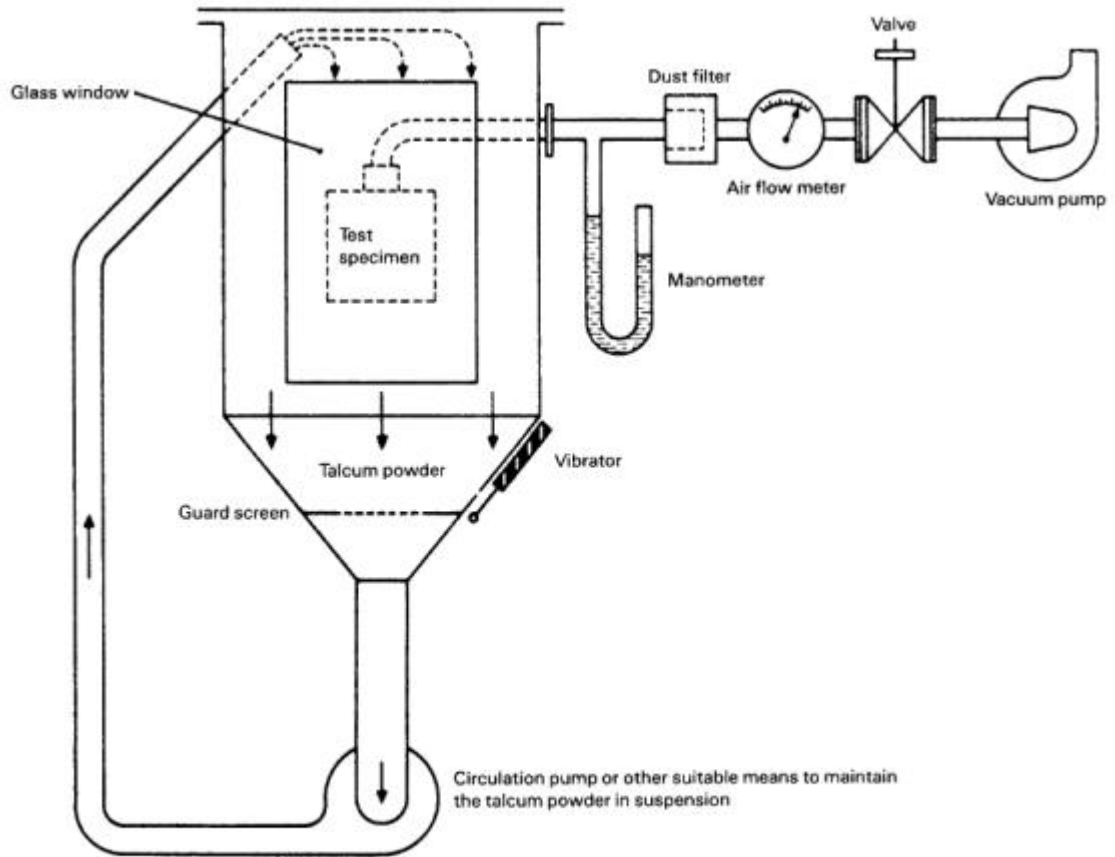 Valve
Dust filter
Glass window
Air flow meter
Vacuum pump
Test
specimen
Manometer
Talcum powder
Vibrator
Guard screen
Circulation pump or other suitable means to maintain
the talcum powder in suspension